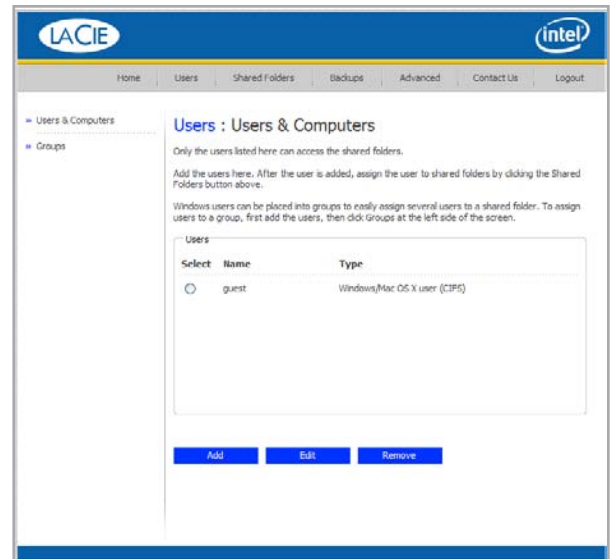 LACIE
intel
Home Users Shared Folders Backups Advanced Contact Us Logout
» Users & Computers
» Groups
Users : Users & Computers
Only the users listed here can access the shared folders.
Add the users here. After the user is added, assign the user to shared folders by clicking the Shared
Folders button above.
Windows users can be placed into groups to easily assign several users to a shared folder. To assign
users to a group, first add the users, then click Groups at the left side of the screen.
Users
Select Name Type
guest Windows/Mac OS X user (CIFS)
Add Edit Remove